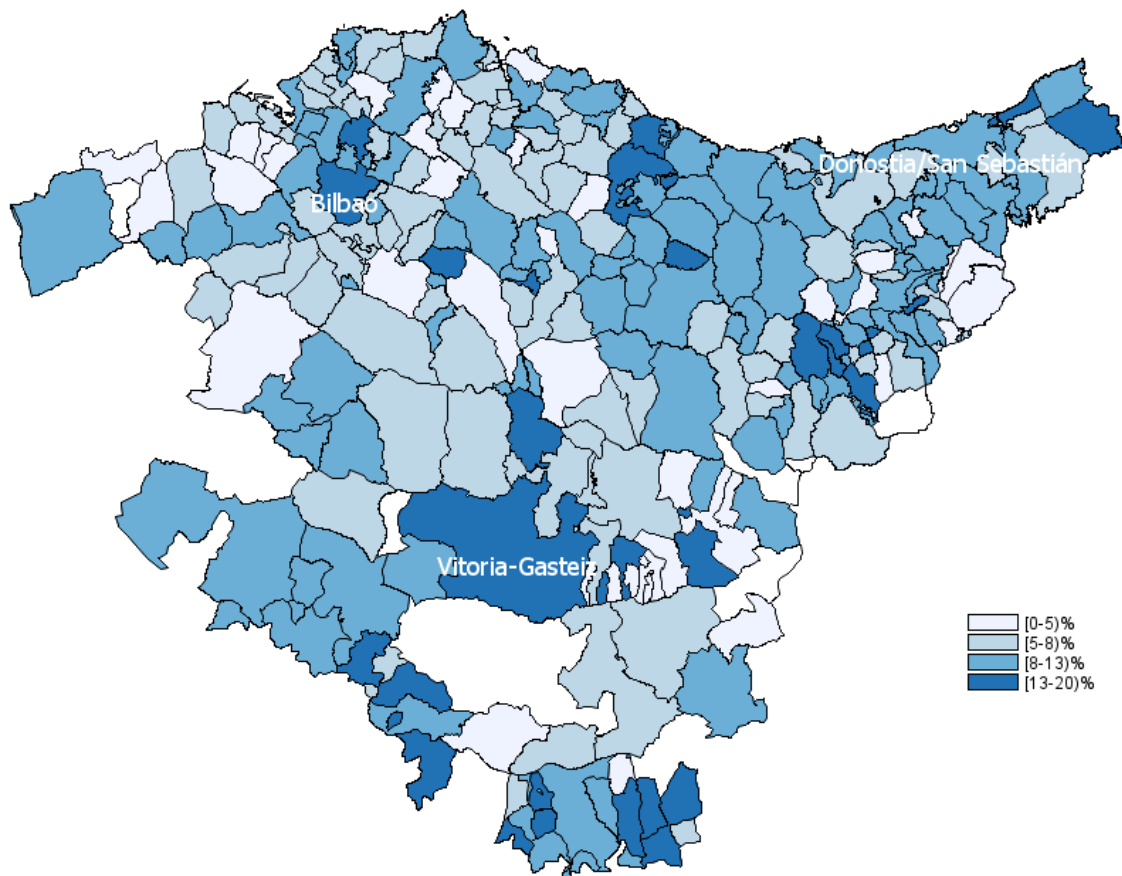 Donostia/San Sebastián
Bilbao
Vitoria-Gasteiz
[0-5)%
[5-8)%
[8-13)%
[13-20)%